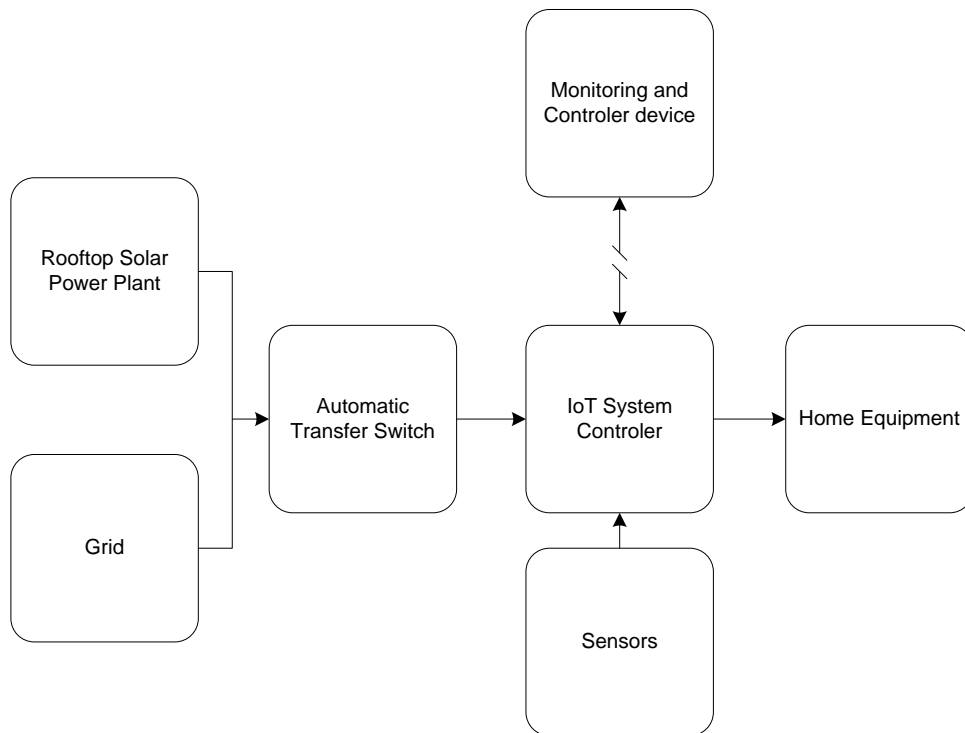 Monitoring and
Controler device
Rooftop Solar
Power Plant
Automatic
Transfer Switch
IoT System
Controler
Home Equipment
Grid
Sensors